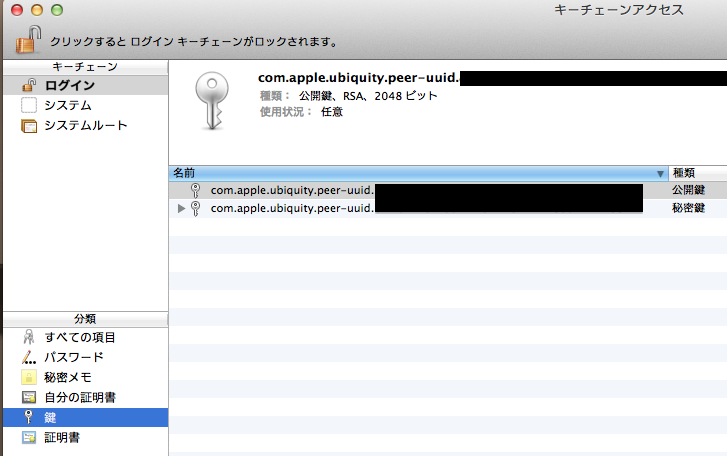 キーチェーンアクセス
クリックすると ログイン キーチェーンがロックされます。
キーチェーン
ログイン
システム
システムルート
com.apple.ubiquity.peer-uuid.
種類： 公開鍵、RSA、2048 ビット
使用状況： 任意
名前 種類
com.apple.ubiquity.peer-uuid. 公開鍵
com.apple.ubiquity.peer-uuid. 秘密鍵
分類
すべての項目
パスワード
秘密メモ
自分の証明書
鍵
証明書